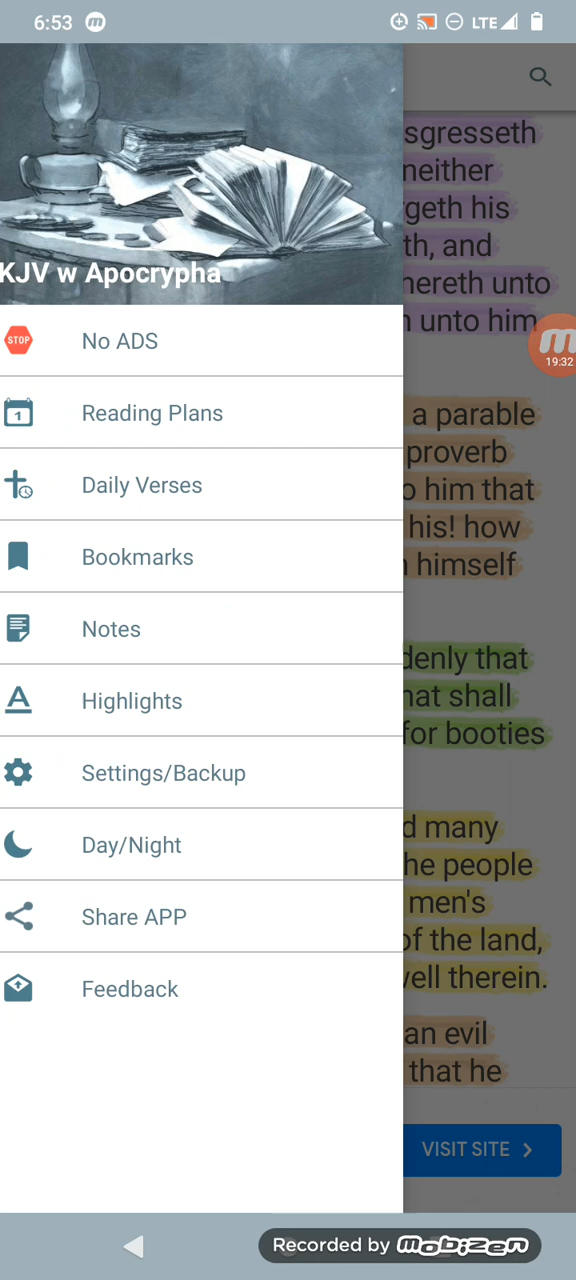 6:53
LTE
KJV w Apocrypha
STOP
No ADS
1
Reading Plans
Daily Verses
Bookmarks
Notes
A
Highlights
Settings/Backup
Day/Night
Share APP
Feedback
sgresseth
neither
geth his
th, and
hereth unto
unto him,
19:32
a parable
proverb
o him that
his! how
himself
denly that
hat shall
for booties
d many
he people
men's
of the land,
well therein.
an evil
that he
VISIT SITE
Recorded by mobizen